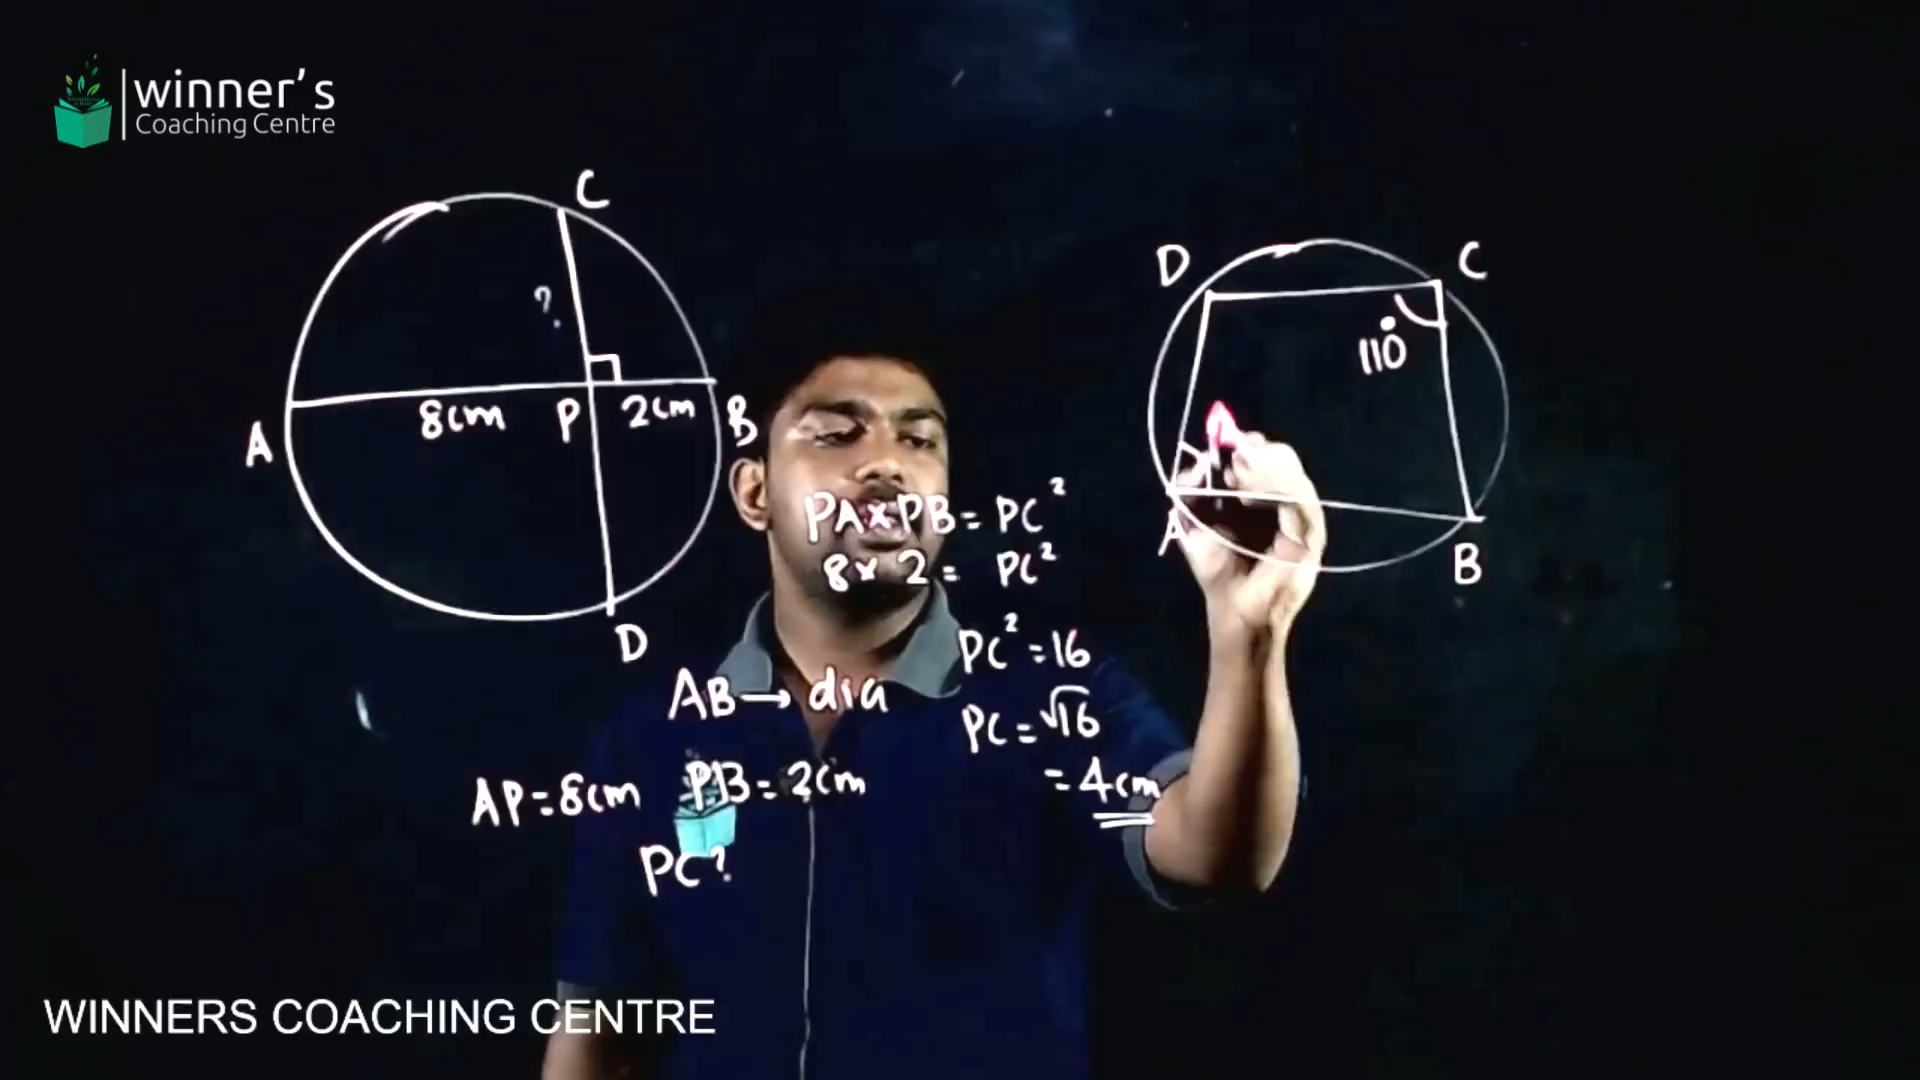 winner's
Coaching Centre
C
?
8cm
P
2cm
A
B
D
D
C
110°
A
B
PA×PB = PC²
8×2 = PC²
PC² = 16
PC = √16
= 4cm
AB → dia
AP = 8cm PB = 2cm
PC?
WINNERS COACHING CENTRE